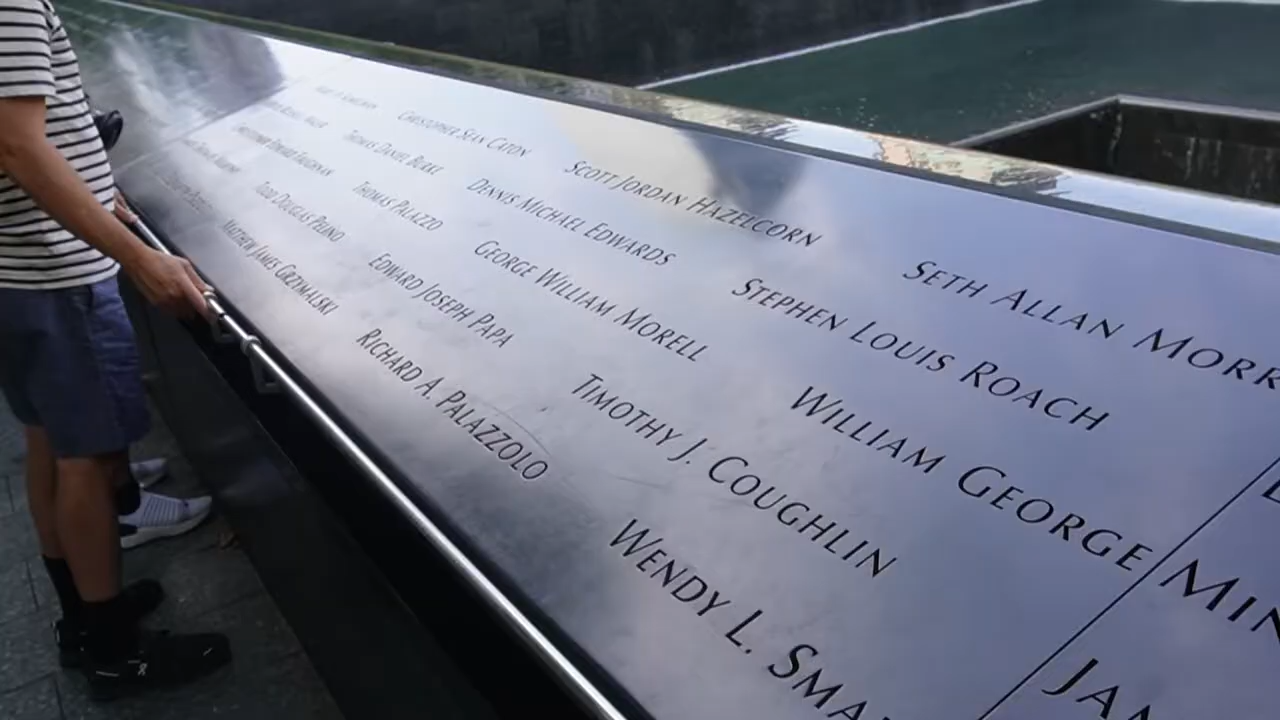 Christopher Sean Caton
Scott Jordan Hazelcorn
Seth Allan
Thomas Daniel Burke
Dennis Michael Edwards
Stephen Louis Roach
William George
Thomas Palazzo
George William Morell
Timothy J. Coughlin
Wendy L.
Todd Douglas Pelino
Edward Joseph Papa
Richard A. Palazzolo
Matthew James Grzymalski